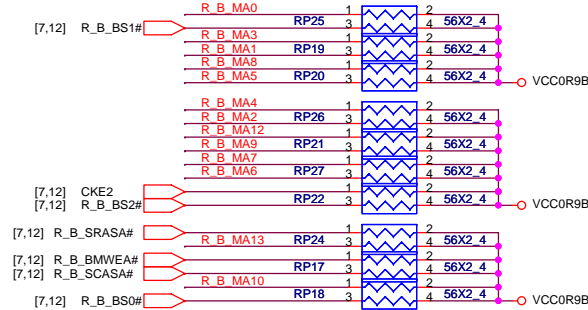 R_B_MA0 1 2
[7,12] R_B_BS1# RP25 3 4 56X2_4
R_B_MA3 1 2
R_B_MA1 RP19 3 4 56X2_4
R_B_MA8 1 2
R_B_MA5 RP20 3 4 56X2_4 VCC0R9B
R_B_MA4 1 2
R_B_MA2 RP26 3 4 56X2_4
R_B_MA12 1 2
R_B_MA9 RP21 3 4 56X2_4
R_B_MA7 1 2
R_B_MA6 RP27 3 4 56X2_4
[7,12] CKE2 1 2
[7,12] R_B_BS2# RP22 3 4 56X2_4 VCC0R9B
[7,12] R_B_SRASA# 1 2
R_B_MA13 RP24 3 4 56X2_4
[7,12] R_B_BMWEA# 1 2
[7,12] R_B_SCASA# RP17 3 4 56X2_4
R_B_MA10 1 2
[7,12] R_B_BS0# RP18 3 4 56X2_4 VCC0R9B